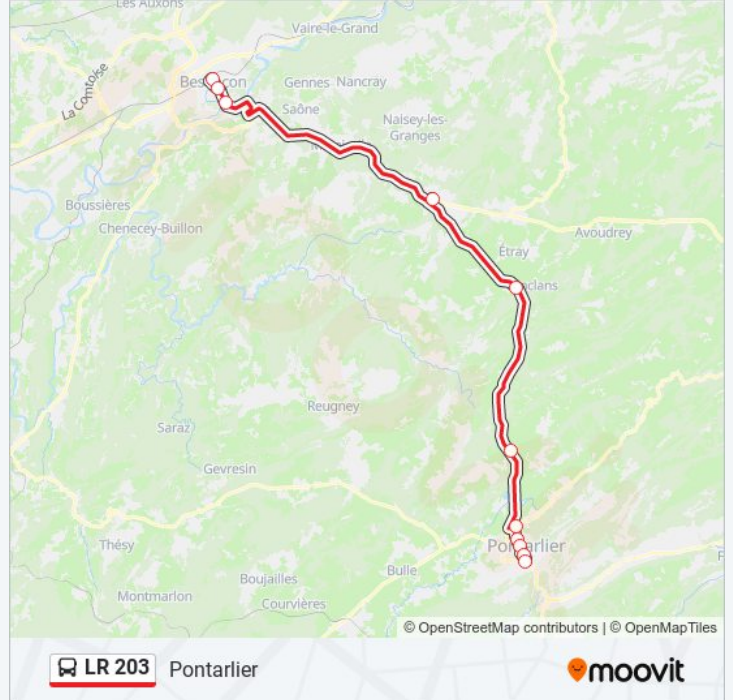 Les Auxons
Vaire-le-Grand
La Comtoise
Gennes
Nancray
Saône
Naisey-les-
Granges
Boussières
Chenecey-Buillon
Avoudrey
Étray
Reugney
Saraz
Gevresin
Thésy
Bulle
Boujailles
Montmarlon
Courvières
© OpenStreetMap contributors | © OpenMapTiles
LR 203
Pontarlier
moovit